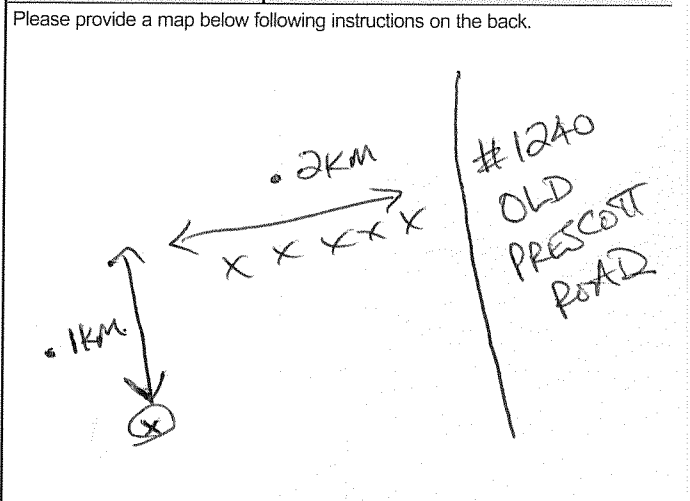 Please provide a map below following instructions on the back.
.2KM
#1240
OLD
PRESCOTT
ROAD
X X X X X
.1KM.
X